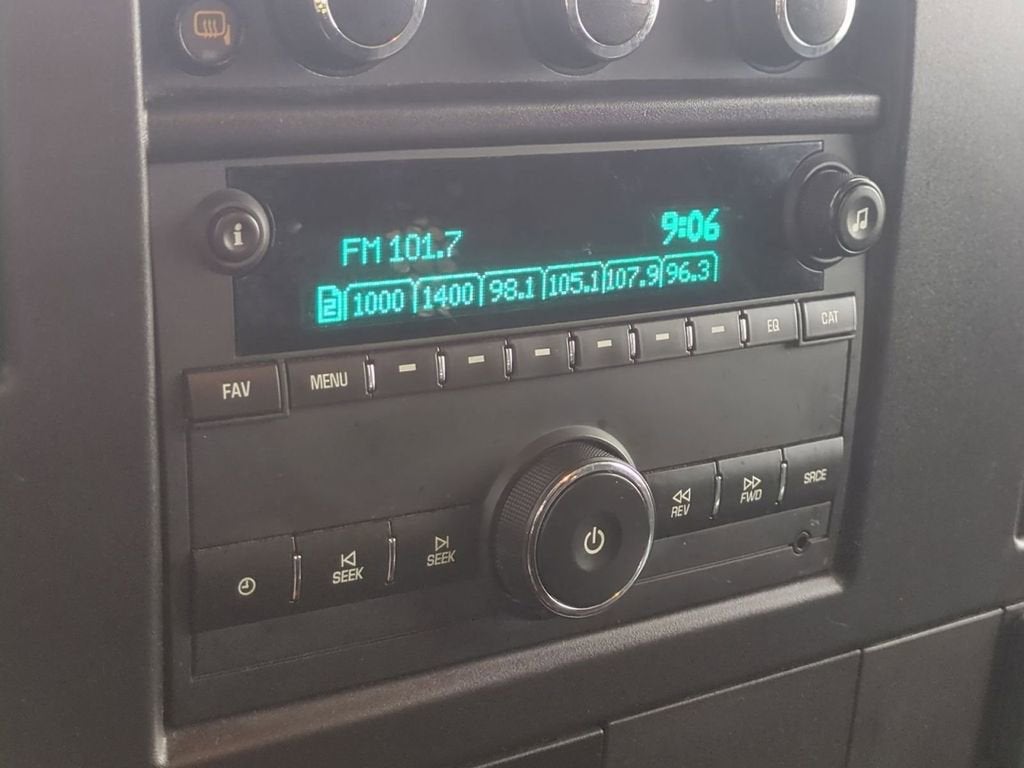 i
FM 101.7 9:06
2 1000 1400 98.1 105.1 107.9 96.3
FAV MENU EQ CAT
SEEK SEEK REV FWD SRCE